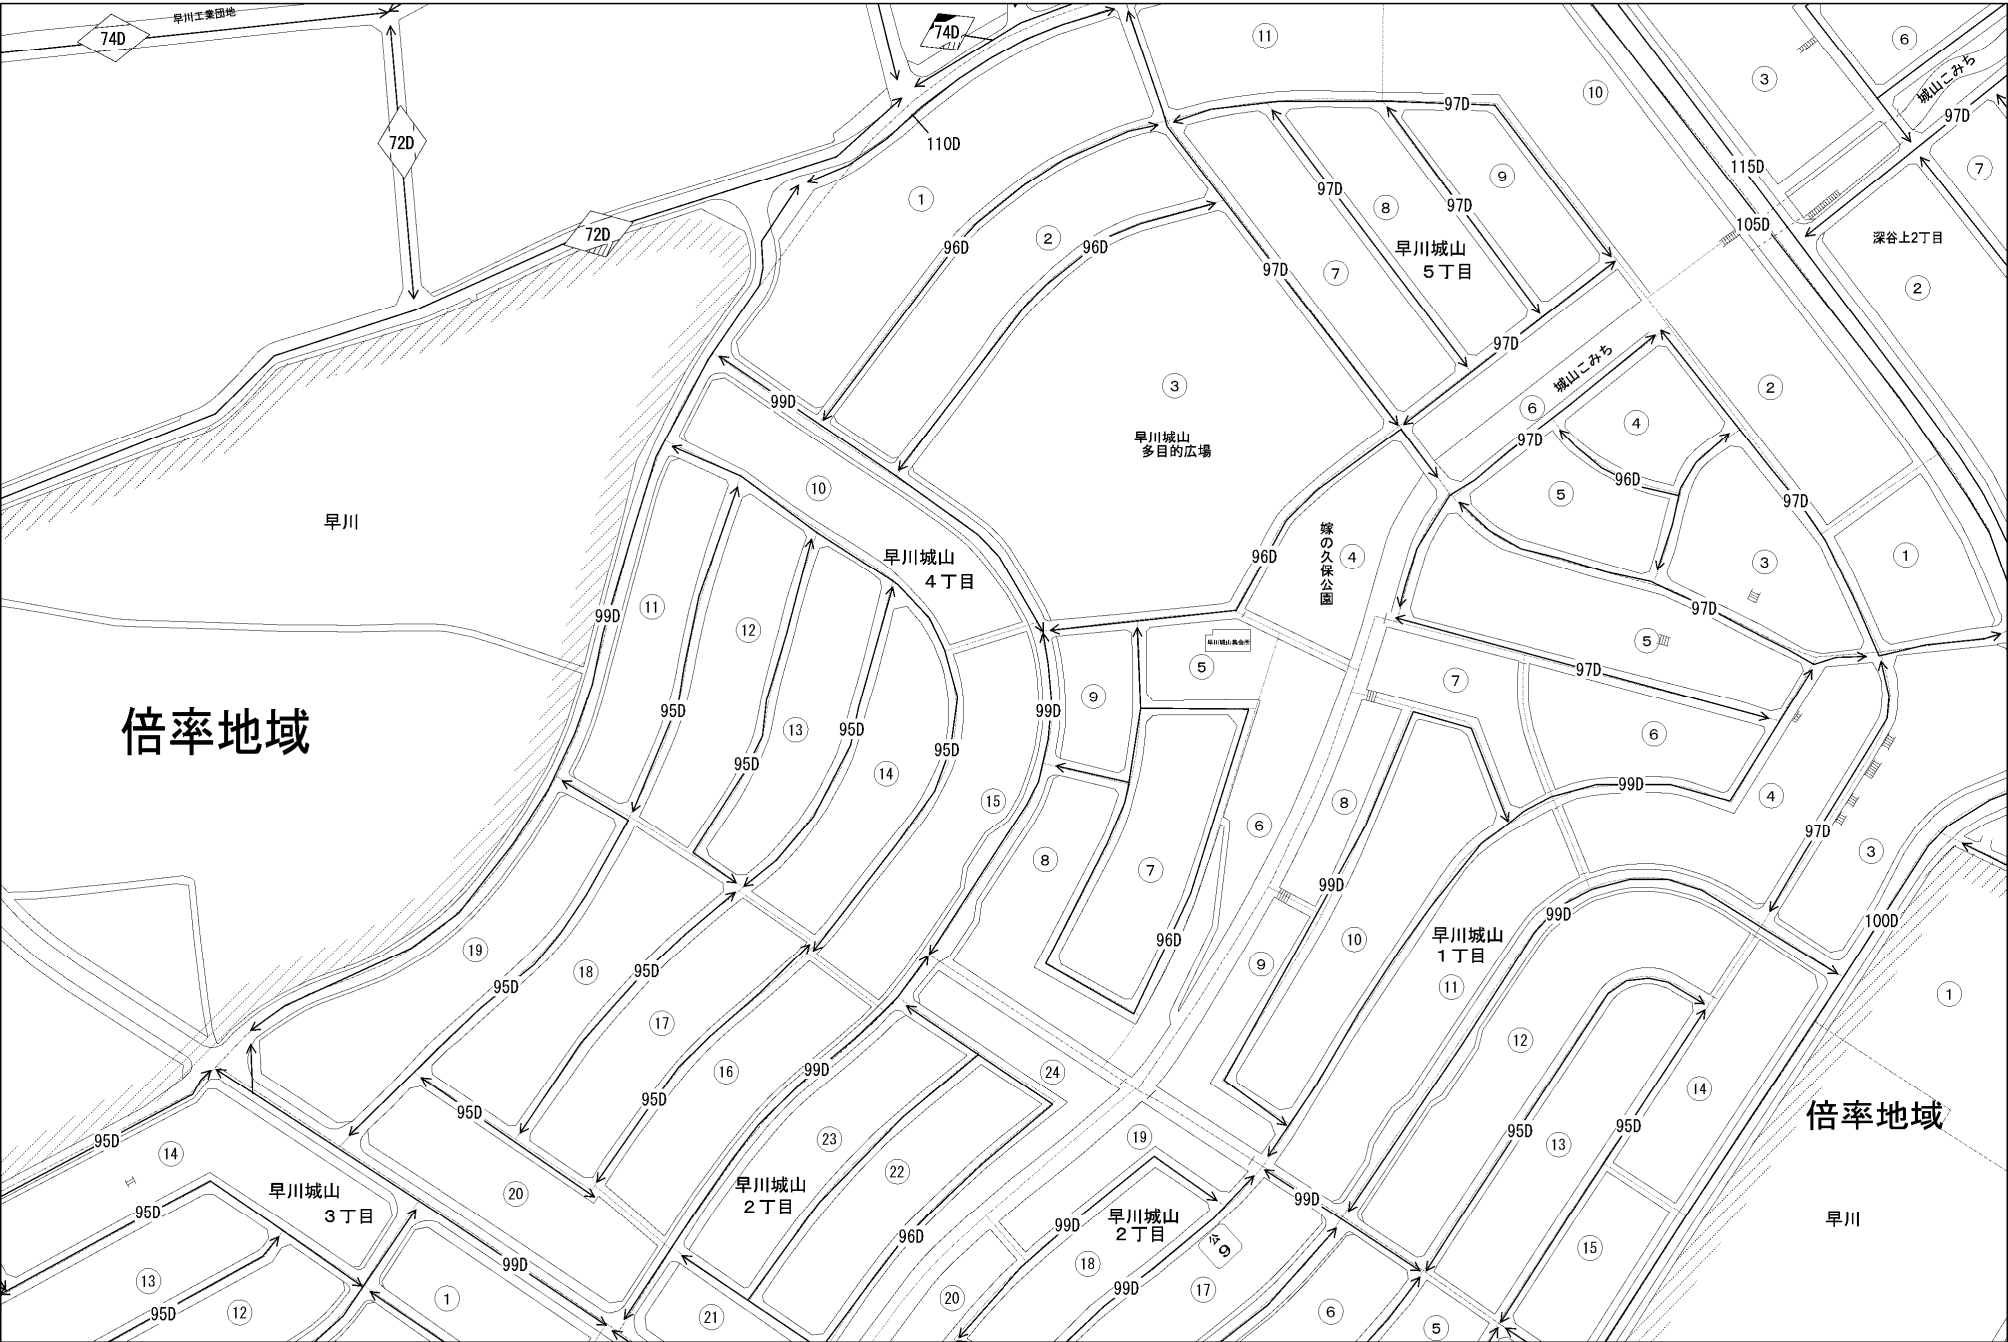 早川工業団地
74D
74D
⑪
⑥
③
⑩
城山こみち
97D
97D
72D
110D
115D
⑦
⑨
①
97D
⑧
97D
72D
②
105D
深谷上2丁目
96D
96D
早川城山
5丁目
97D
⑦
②
97D
城山こみち
③
②
99D
⑥
④
早川城山
多目的広場
97D
96D
⑤
97D
⑩
早川
嫁の久保公園
96D
④
早川城山
4丁目
①
③
⑪
99D
97D
⑫
早川城山集会所
⑤
⑤
97D
⑦
⑨
95D
99D
倍率地域
⑬
95D
95D
⑥
95D
⑭
99D
④
⑮
⑧
⑥
97D
⑧
③
⑦
99D
99D
100D
早川城山
1丁目
⑩
96D
⑲
⑱
95D
⑨
95D
⑪
①
⑰
⑫
99D
⑯
㉔
95D
⑭
95D
倍率地域
95D
95D
⑬
95D
㉓
⑲
⑭
㉒
早川城山
3丁目
⑳
早川城山
2丁目
99D
95D
99D
早川城山
2丁目
早川
96D
公9
⑮
99D
⑱
⑬
99D
⑰
95D
⑫
①
㉑
⑳
⑥
⑤